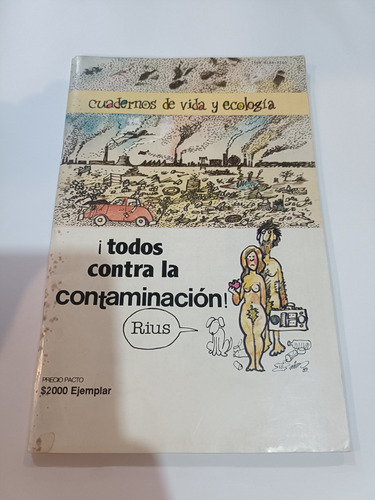 cuadernos de vida y ecología
¡todos
contra la
contaminación!
Rius
PRECIO PACTO
$2000 Ejemplar